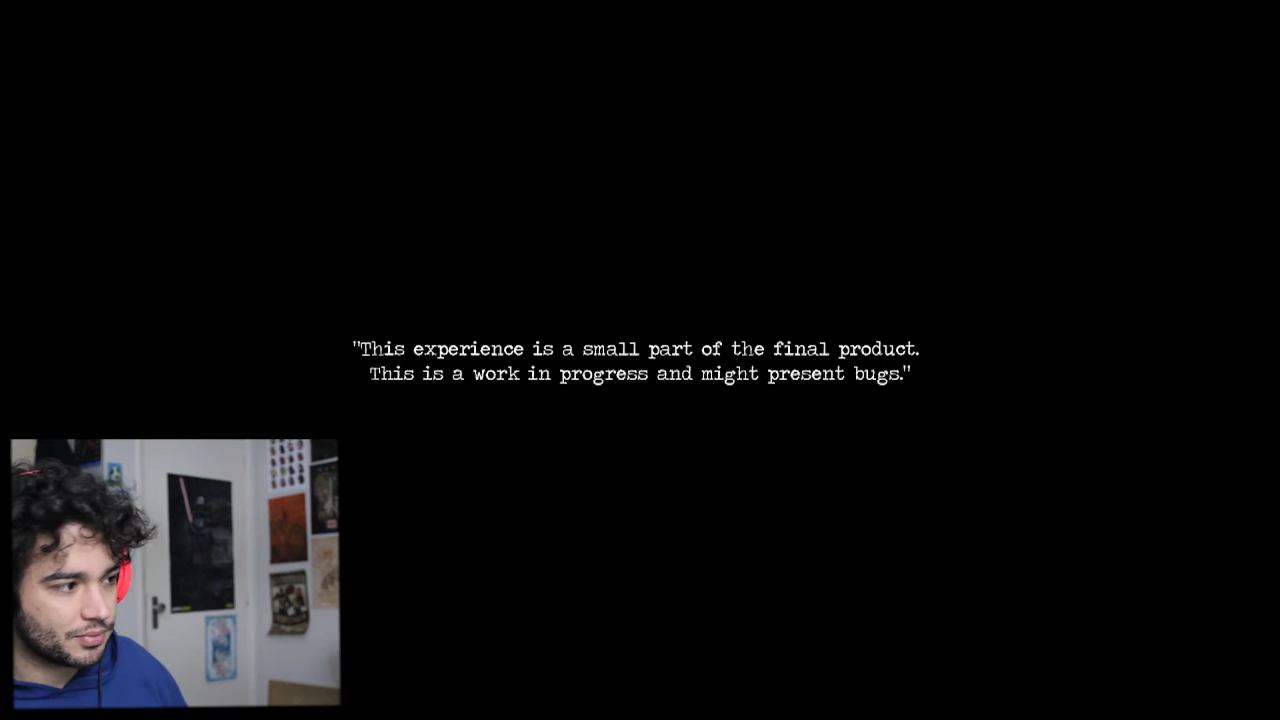 "This experience is a small part of the final product.
This is a work in progress and might present bugs."